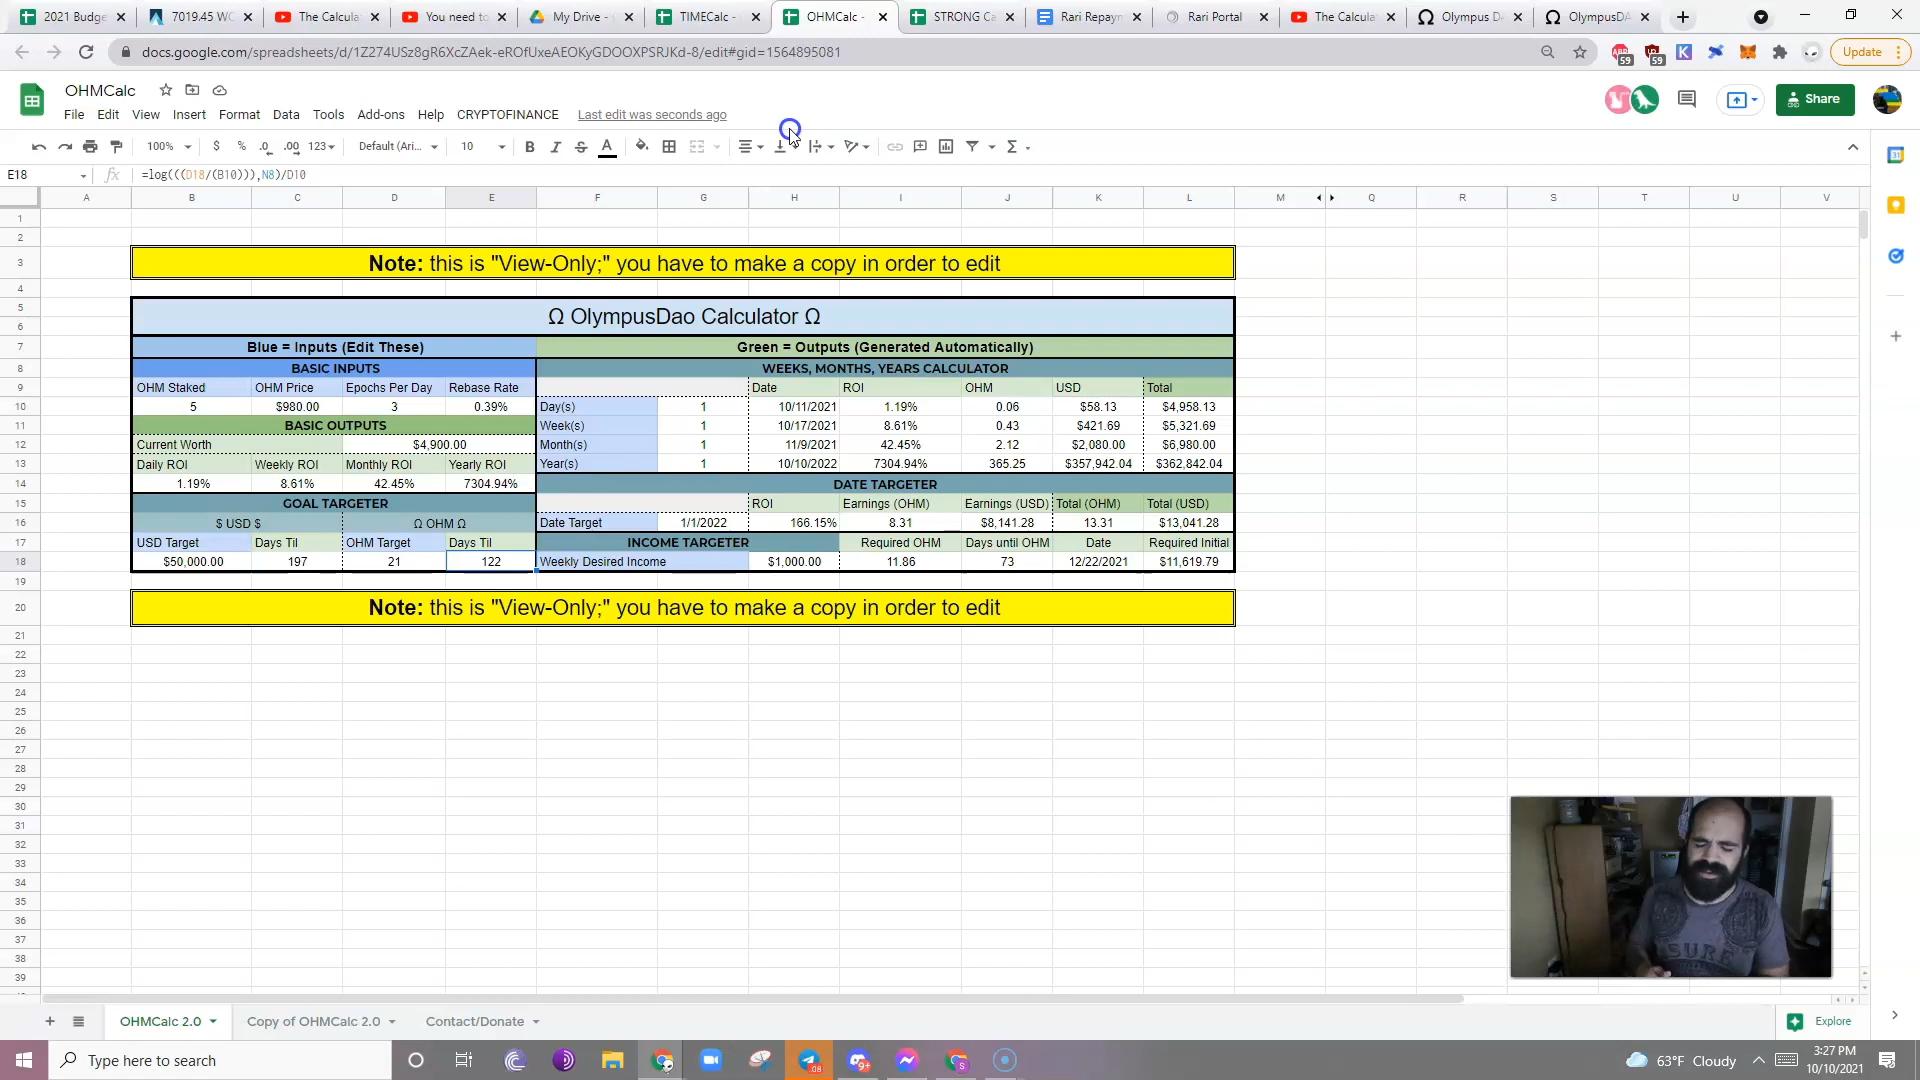 2021 Budge
7019.45 WC
The Calcula
You need to
My Drive -
TIMECalc -
OHMCalc -
STRONG Ca
Rari Repaym
Rari Portal
The Calcula
Olympus D
OlympusDA
docs.google.com/spreadsheets/d/1Z274USz8gR6XcZAek-eROfUxeAEOKyGDOOXPSRJKd-8/edit#gid=1564895081
59
59
Update
OHMCalc
File Edit View Insert Format Data Tools Add-ons Help CRYPTOFINANCE Last edit was seconds ago
Share
100% $ % .0 .00 123 Default (Ari... 10 B I S A
E18 fx =log(((D18/(B10))),N8)/D10
A B C D E F G H I J K L M Q R S T U V
Note: this is "View-Only;" you have to make a copy in order to edit
Ω OlympusDao Calculator Ω
Blue = Inputs (Edit These) Green = Outputs (Generated Automatically)
BASIC INPUTS WEEKS, MONTHS, YEARS CALCULATOR
OHM Staked OHM Price Epochs Per Day Rebase Rate Date ROI OHM USD Total
5 $980.00 3 0.39% Day(s) 1 10/11/2021 1.19% 0.06 $58.13 $4,958.13
BASIC OUTPUTS Week(s) 1 10/17/2021 8.61% 0.43 $421.69 $5,321.69
Current Worth $4,900.00 Month(s) 1 11/9/2021 42.45% 2.12 $2,080.00 $6,980.00
Daily ROI Weekly ROI Monthly ROI Yearly ROI Year(s) 1 10/10/2022 7304.94% 365.25 $357,942.04 $362,842.04
1.19% 8.61% 42.45% 7304.94% DATE TARGETER
GOAL TARGETER ROI Earnings (OHM) Earnings (USD) Total (OHM) Total (USD)
$ USD $ Ω OHM Ω Date Target 1/1/2022 166.15% 8.31 $8,141.28 13.31 $13,041.28
USD Target Days Til OHM Target Days Til INCOME TARGETER Required OHM Days until OHM Date Required Initial
$50,000.00 197 21 122 Weekly Desired Income $1,000.00 11.86 73 12/22/2021 $11,619.79
Note: this is "View-Only;" you have to make a copy in order to edit
1
2
3
4
5
6
7
8
9
10
11
12
13
14
15
16
17
18
19
20
21
22
23
24
25
26
27
28
29
30
31
32
33
34
35
36
37
38
39
OHMCalc 2.0 Copy of OHMCalc 2.0 Contact/Donate
Explore
Type here to search
63°F Cloudy
3:27 PM
10/10/2021